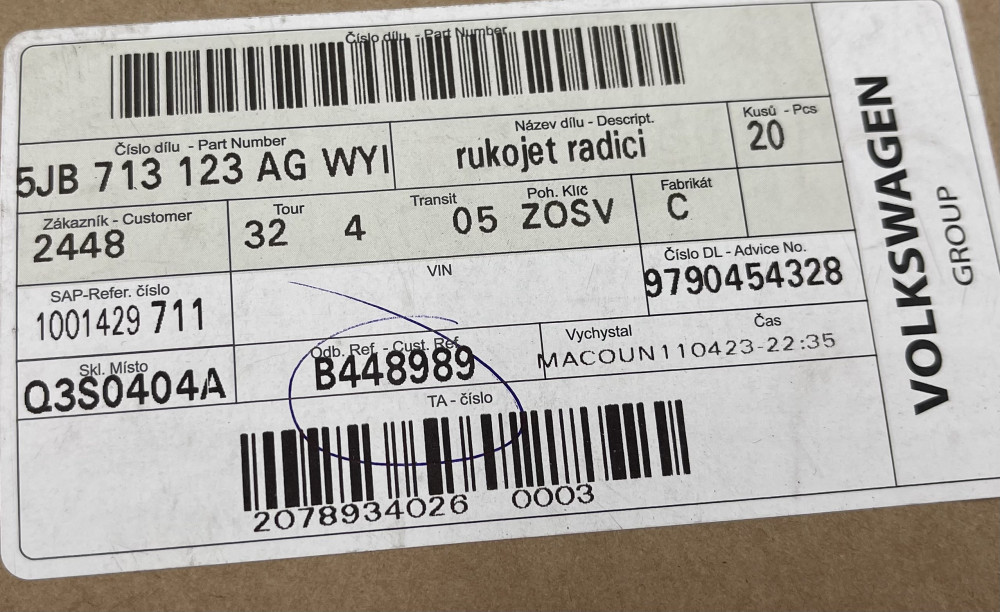 Číslo dílu - Part Number
Číslo dílu - Part Number
5JB 713 123 AG WYI
Název dílu - Descript.
rukojet radici
Kusů - Pcs
20
Zákazník - Customer
2448
Tour
32 4
Transit
05
Poh. Klíč
ZOSV
Fabrikát
C
SAP-Refer. číslo
1001429 711
VIN
Číslo DL - Advice No.
9790454328
Skl. Místo
Q3S0404A
Odb. Ref. - Cust. Ref.
B448989
Vychystal
Čas
MACOUN110423-22:35
TA - číslo
2078934026 0003
VOLKSWAGEN
GROUP